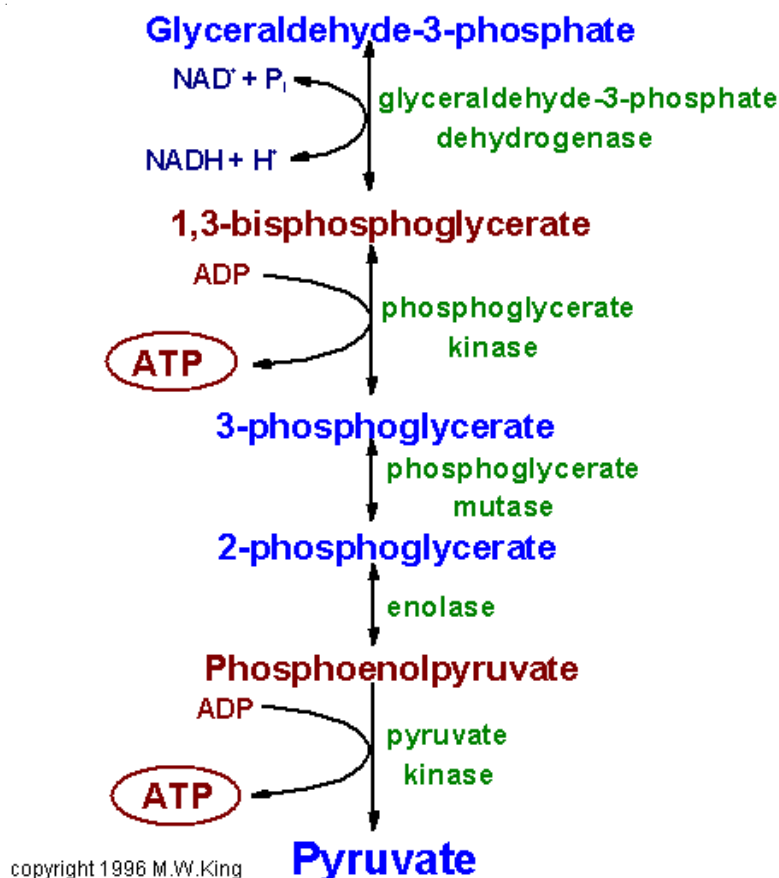 Glyceraldehyde-3-phosphate
NAD⁺ + Pᵢ
glyceraldehyde-3-phosphate
dehydrogenase
NADH + H⁺
1,3-bisphosphoglycerate
ADP
phosphoglycerate
kinase
ATP
3-phosphoglycerate
phosphoglycerate
mutase
2-phosphoglycerate
enolase
Phosphoenolpyruvate
ADP
pyruvate
kinase
ATP
Pyruvate
copyright 1996 M.W.King